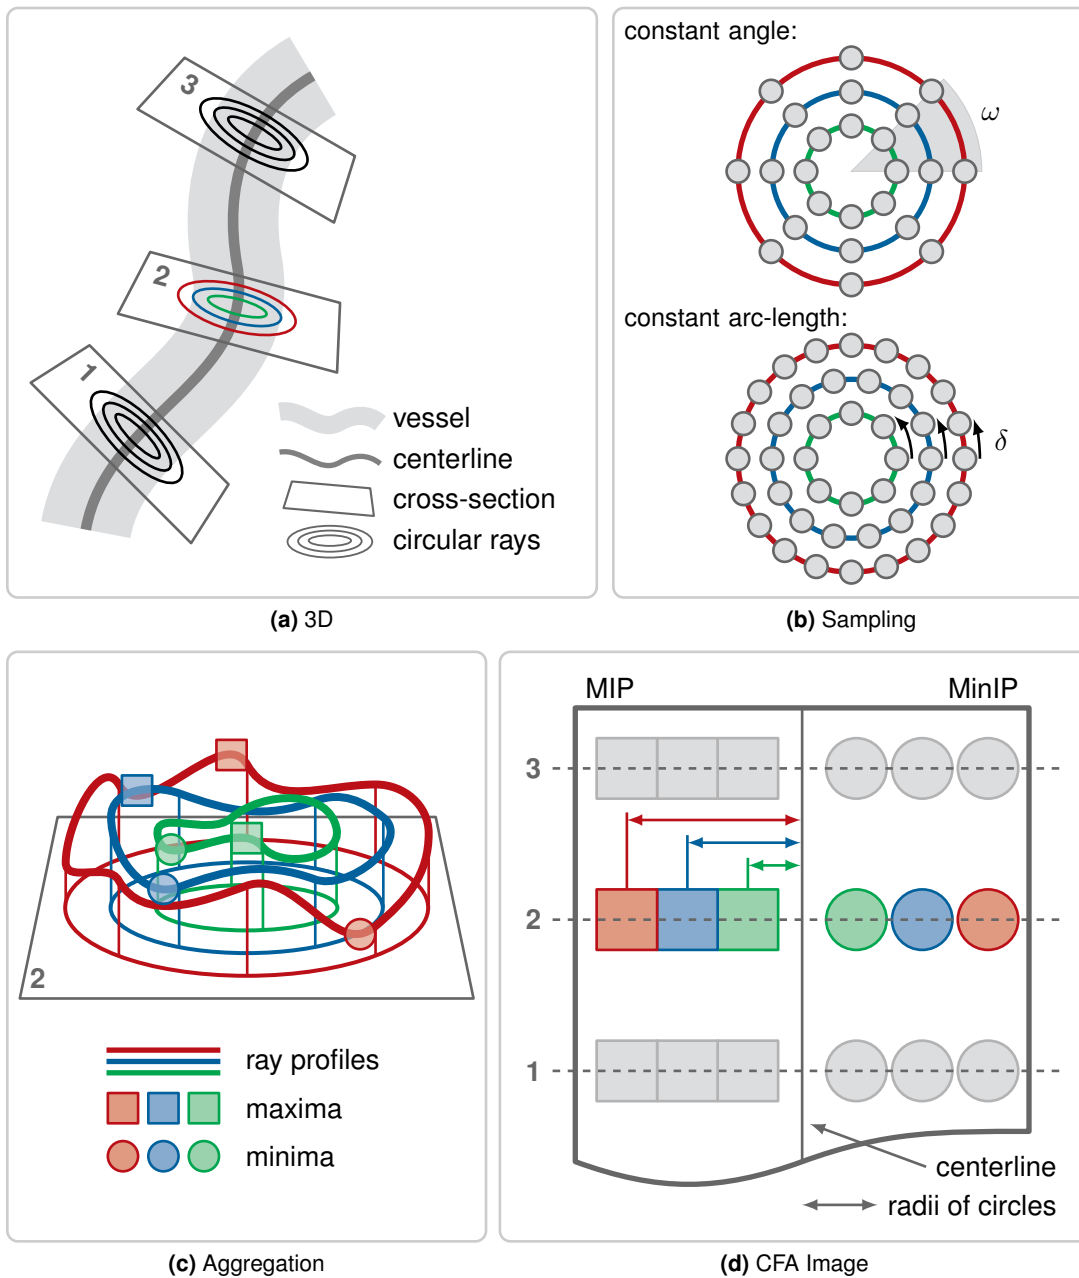 3
2
1
vessel
centerline
cross-section
circular rays
(a) 3D
constant angle:
ω
constant arc-length:
δ
(b) Sampling
2
ray profiles
maxima
minima
(c) Aggregation
MIP MinIP
3
2
1
centerline
radii of circles
(d) CFA Image